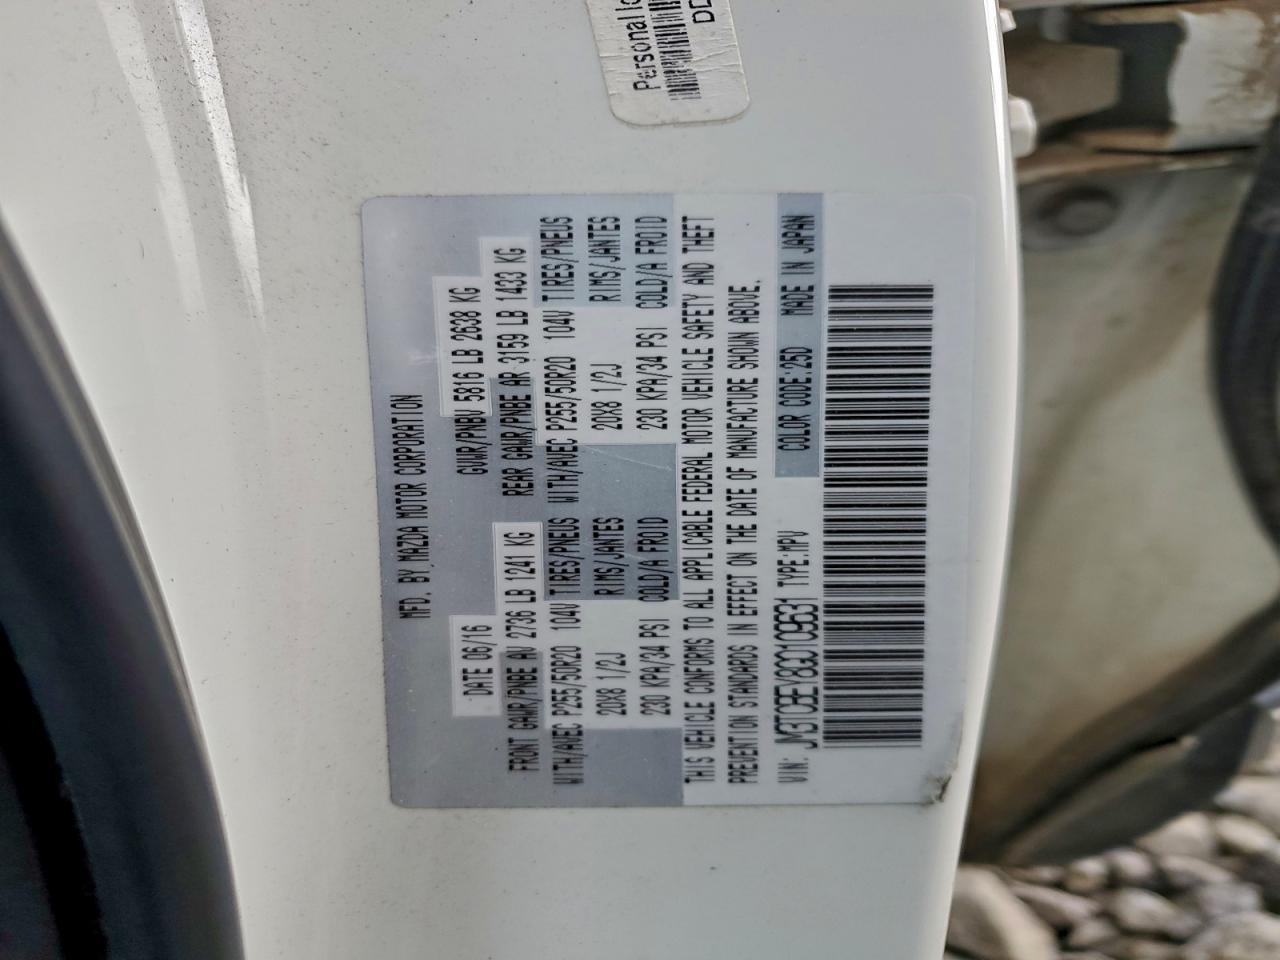 Personal
DD
MFD. BY MAZDA MOTOR CORPORATION
DATE 06/16 GVWR/PNBV 5816 LB 2638 KG
FRONT GAWR/PNBE AV 2736 LB 1241 KG REAR GAWR/PNBE AR 3159 LB 1433 KG
WITH/AVEC P255/50R20 104V TIRES/PNEUS WITH/AVEC P255/50R20 104V TIRES/PNEUS
20X8 1/2J RIMS/JANTES 20X8 1/2J RIMS/JANTES
230 KPA/34 PSI COLD/A FROID 230 KPA/34 PSI COLD/A FROID
THIS VEHICLE CONFORMS TO ALL APPLICABLE FEDERAL MOTOR VEHICLE SAFETY AND THEFT
PREVENTION STANDARDS IN EFFECT ON THE DATE OF MANUFACTURE SHOWN ABOVE.
VIN: TYPE:MPV COLOR CODE:25D MADE IN JAPAN